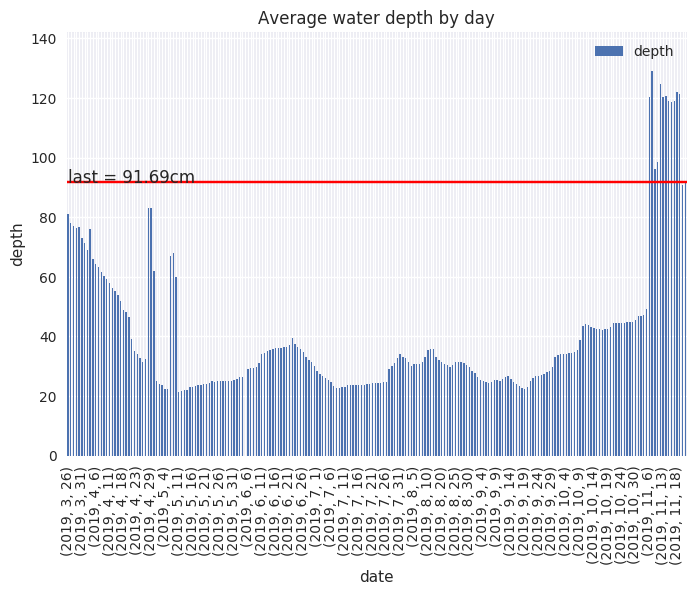 Average water depth by day
140
120
100
80
60
40
20
0
depth
depth
last = 91.69cm
(2019, 3, 26)
(2019, 3, 31)
(2019, 4, 6)
(2019, 4, 11)
(2019, 4, 18)
(2019, 4, 23)
(2019, 4, 29)
(2019, 5, 4)
(2019, 5, 11)
(2019, 5, 16)
(2019, 5, 21)
(2019, 5, 26)
(2019, 5, 31)
(2019, 6, 6)
(2019, 6, 11)
(2019, 6, 16)
(2019, 6, 21)
(2019, 6, 26)
(2019, 7, 1)
(2019, 7, 6)
(2019, 7, 11)
(2019, 7, 16)
(2019, 7, 21)
(2019, 7, 26)
(2019, 7, 31)
(2019, 8, 5)
(2019, 8, 10)
(2019, 8, 20)
(2019, 8, 25)
(2019, 8, 30)
(2019, 9, 4)
(2019, 9, 9)
(2019, 9, 14)
(2019, 9, 19)
(2019, 9, 24)
(2019, 9, 29)
(2019, 10, 4)
(2019, 10, 9)
(2019, 10, 14)
(2019, 10, 19)
(2019, 10, 24)
(2019, 10, 30)
(2019, 11, 6)
(2019, 11, 13)
(2019, 11, 18)
date